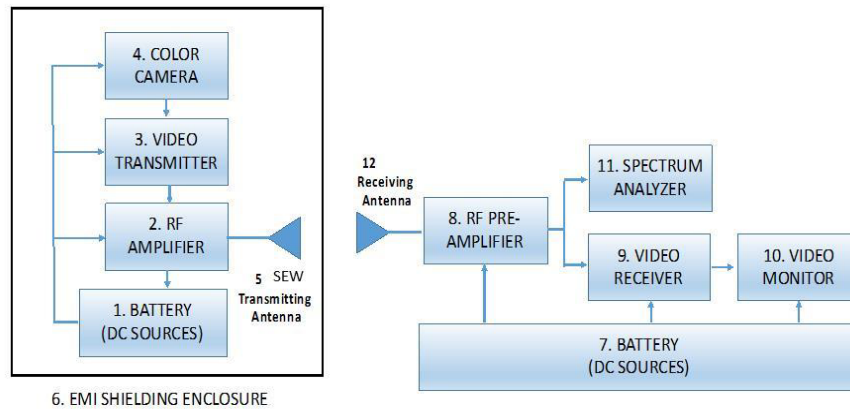 4. COLOR
CAMERA
3. VIDEO
TRANSMITTER
2. RF
AMPLIFIER
5 SEW
Transmitting
Antenna
1. BATTERY
(DC SOURCES)
6. EMI SHIELDING ENCLOSURE
12
Receiving
Antenna
8. RF PRE-
AMPLIFIER
11. SPECTRUM
ANALYZER
9. VIDEO
RECEIVER
10. VIDEO
MONITOR
7. BATTERY
(DC SOURCES)